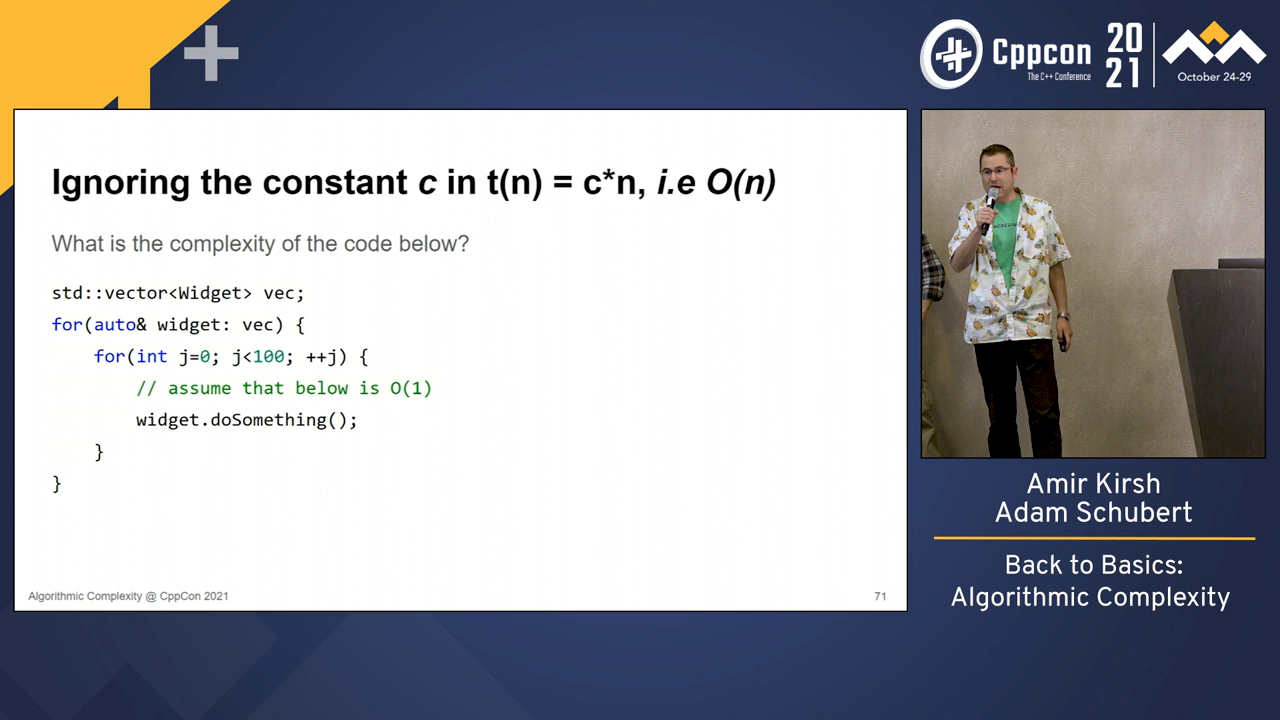 Cppcon
The C++ Conference
20
21
October 24-29
Ignoring the constant c in t(n) = c*n, i.e O(n)
What is the complexity of the code below?
std::vector<Widget> vec;
for(auto& widget: vec) {
    for(int j=0; j<100; ++j) {
        // assume that below is O(1)
        widget.doSomething();
    }
}
Algorithmic Complexity @ CppCon 2021
71
Amir Kirsh
Adam Schubert
Back to Basics:
Algorithmic Complexity